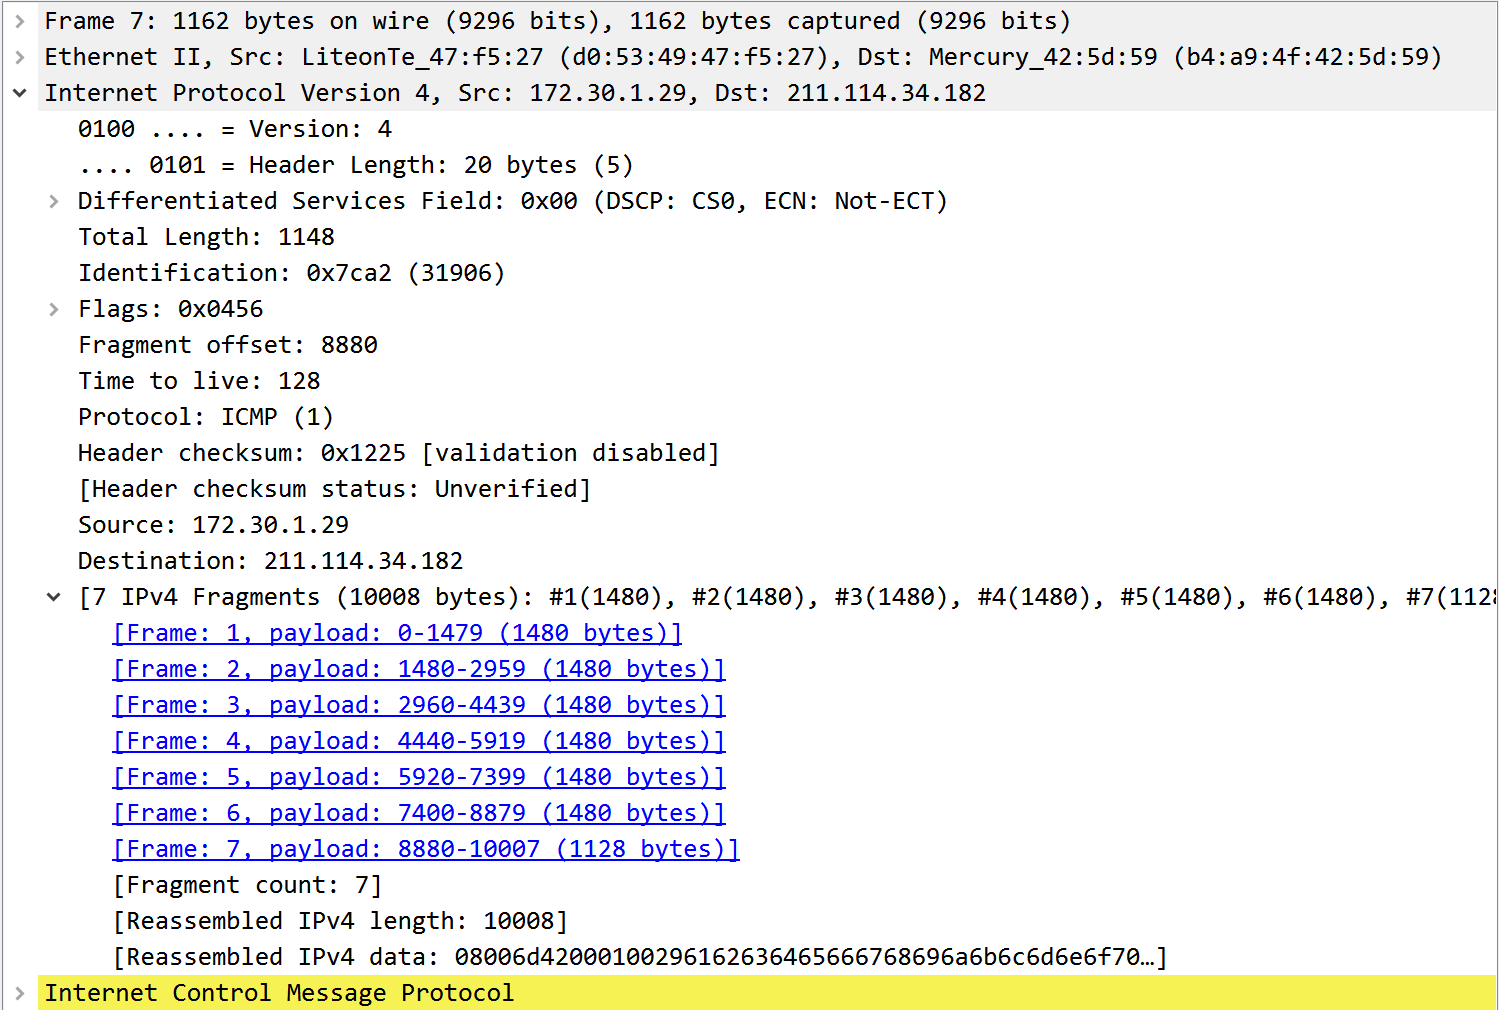 Frame 7: 1162 bytes on wire (9296 bits), 1162 bytes captured (9296 bits)
Ethernet II, Src: LiteonTe_47:f5:27 (d0:53:49:47:f5:27), Dst: Mercury_42:5d:59 (b4:a9:4f:42:5d:59)
Internet Protocol Version 4, Src: 172.30.1.29, Dst: 211.114.34.182
0100 .... = Version: 4
.... 0101 = Header Length: 20 bytes (5)
Differentiated Services Field: 0x00 (DSCP: CS0, ECN: Not-ECT)
Total Length: 1148
Identification: 0x7ca2 (31906)
Flags: 0x0456
Fragment offset: 8880
Time to live: 128
Protocol: ICMP (1)
Header checksum: 0x1225 [validation disabled]
[Header checksum status: Unverified]
Source: 172.30.1.29
Destination: 211.114.34.182
[7 IPv4 Fragments (10008 bytes): #1(1480), #2(1480), #3(1480), #4(1480), #5(1480), #6(1480), #7(1128
[Frame: 1, payload: 0-1479 (1480 bytes)]
[Frame: 2, payload: 1480-2959 (1480 bytes)]
[Frame: 3, payload: 2960-4439 (1480 bytes)]
[Frame: 4, payload: 4440-5919 (1480 bytes)]
[Frame: 5, payload: 5920-7399 (1480 bytes)]
[Frame: 6, payload: 7400-8879 (1480 bytes)]
[Frame: 7, payload: 8880-10007 (1128 bytes)]
[Fragment count: 7]
[Reassembled IPv4 length: 10008]
[Reassembled IPv4 data: 08006d42000100296162636465666768696a6b6c6d6e6f70…]
Internet Control Message Protocol